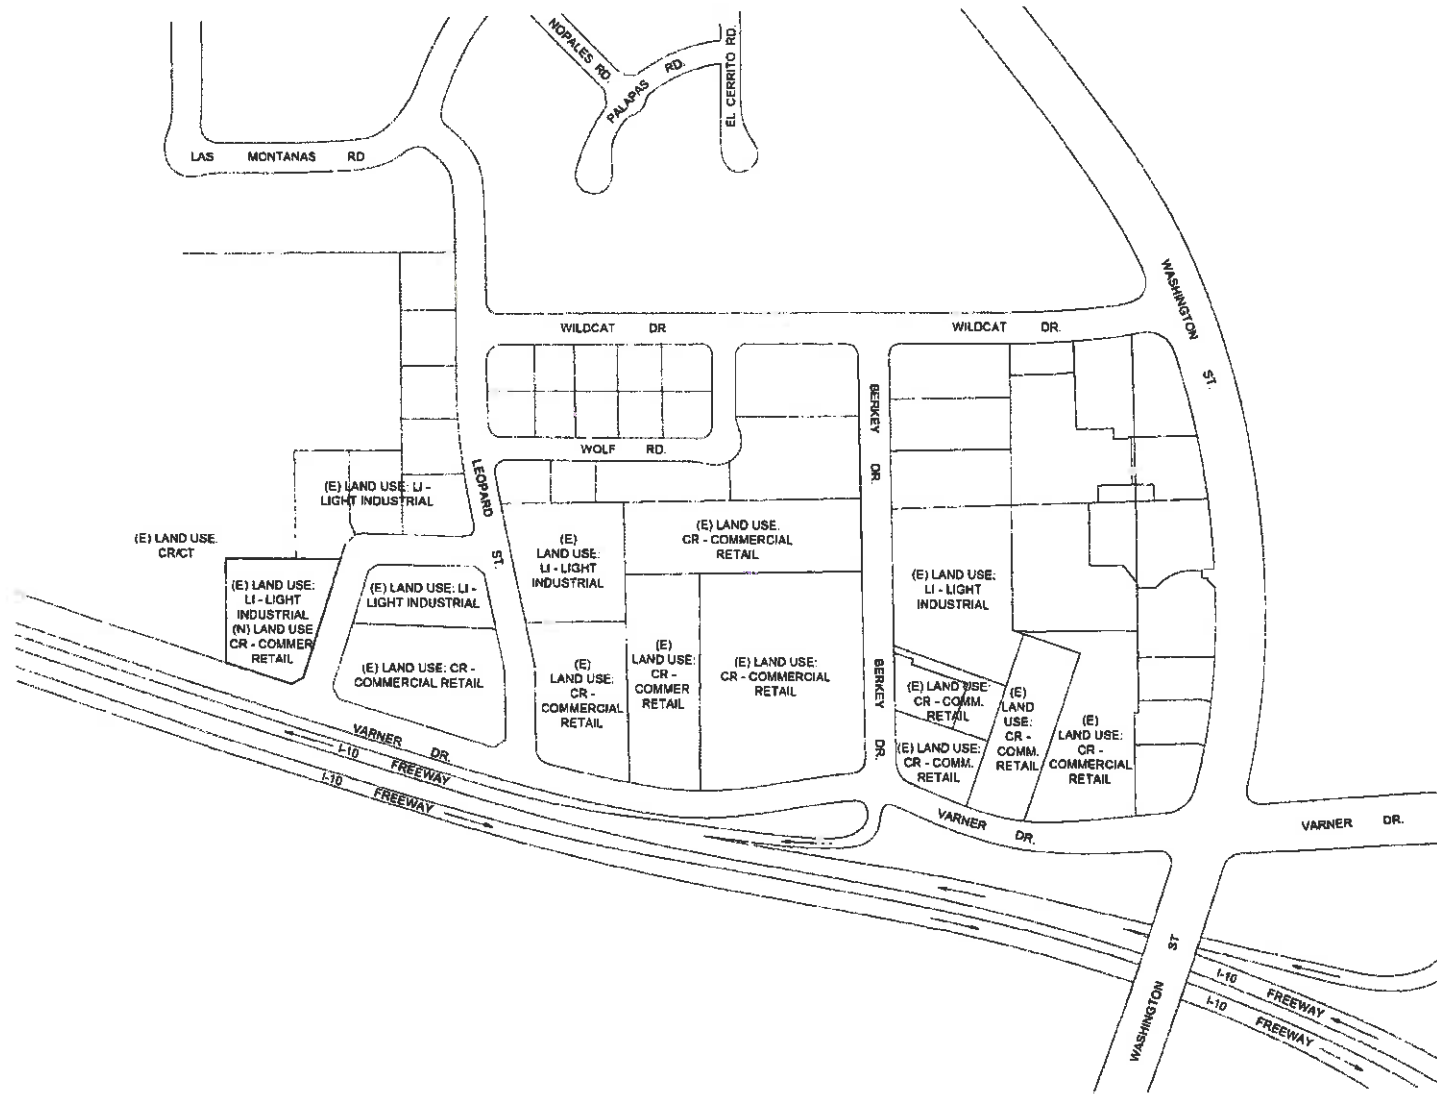 NOPALES RD.
PALAPAS RD.
EL CERRITO RD.
LAS MONTANAS RD
WASHINGTON ST.
WILDCAT DR
WILDCAT DR.
BERKEY DR.
WOLF RD.
LEOPARD ST.
(E) LAND USE: LI -
LIGHT INDUSTRIAL
(E) LAND USE.
CR/CT
(E) LAND USE:
LI - LIGHT
INDUSTRIAL
(N) LAND USE
CR - COMMER
RETAIL
(E) LAND USE: LI -
LIGHT INDUSTRIAL
(E) LAND USE: CR -
COMMERCIAL RETAIL
(E)
LAND USE:
LI - LIGHT
INDUSTRIAL
(E) LAND USE.
CR - COMMERCIAL
RETAIL
(E)
LAND USE:
CR -
COMMERCIAL
RETAIL
(E)
LAND USE:
CR -
COMMER
RETAIL
(E) LAND USE:
CR - COMMERCIAL
RETAIL
(E) LAND USE:
LI - LIGHT
INDUSTRIAL
BERKEY DR.
(E) LAND USE:
CR - COMM.
RETAIL
(E) LAND USE:
CR - COMM.
RETAIL
(E)
LAND
USE:
CR -
COMM.
RETAIL
(E)
LAND USE:
CR -
COMMERCIAL
RETAIL
VARNER DR.
I-10 FREEWAY
I-10 FREEWAY
VARNER DR.
VARNER DR.
WASHINGTON ST
I-10 FREEWAY
I-10 FREEWAY